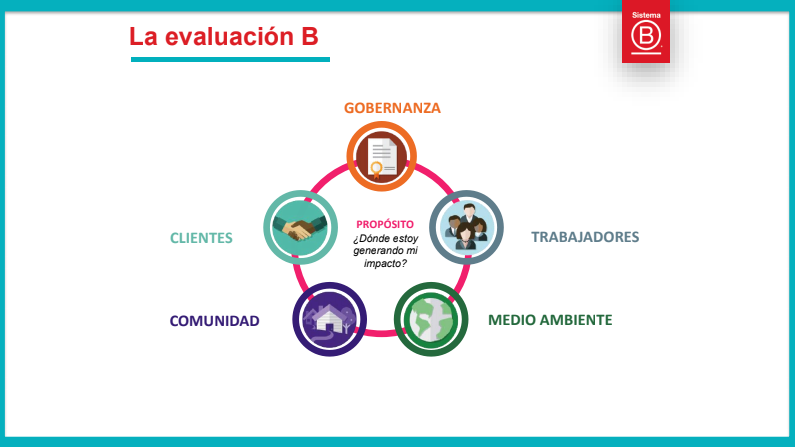 La evaluación B
Sistema
B
GOBERNANZA
CLIENTES
PROPÓSITO
¿Dónde estoy
generando mi
impacto?
TRABAJADORES
COMUNIDAD
MEDIO AMBIENTE